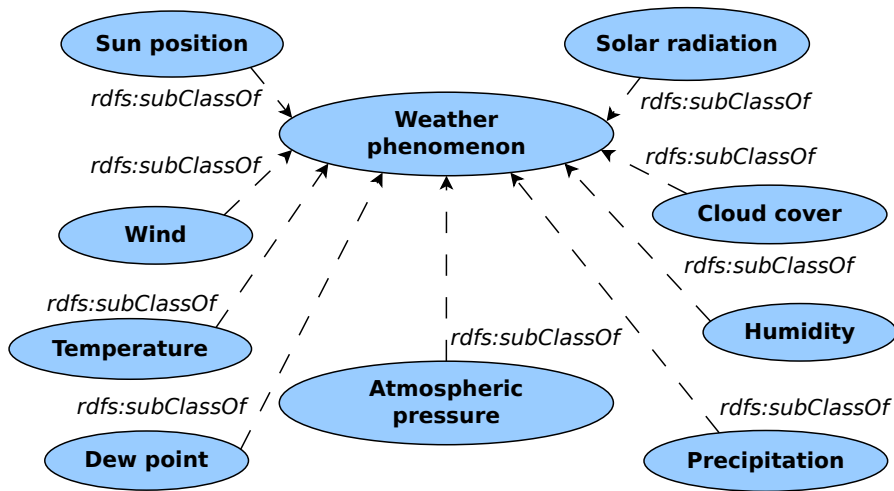 Sun position
Solar radiation
rdfs:subClassOf
rdfs:subClassOf
Weather
phenomenon
rdfs:subClassOf
rdfs:subClassOf
Wind
Cloud cover
rdfs:subClassOf
rdfs:subClassOf
Temperature
rdfs:subClassOf
Humidity
Atmospheric
pressure
rdfs:subClassOf
rdfs:subClassOf
Dew point
Precipitation